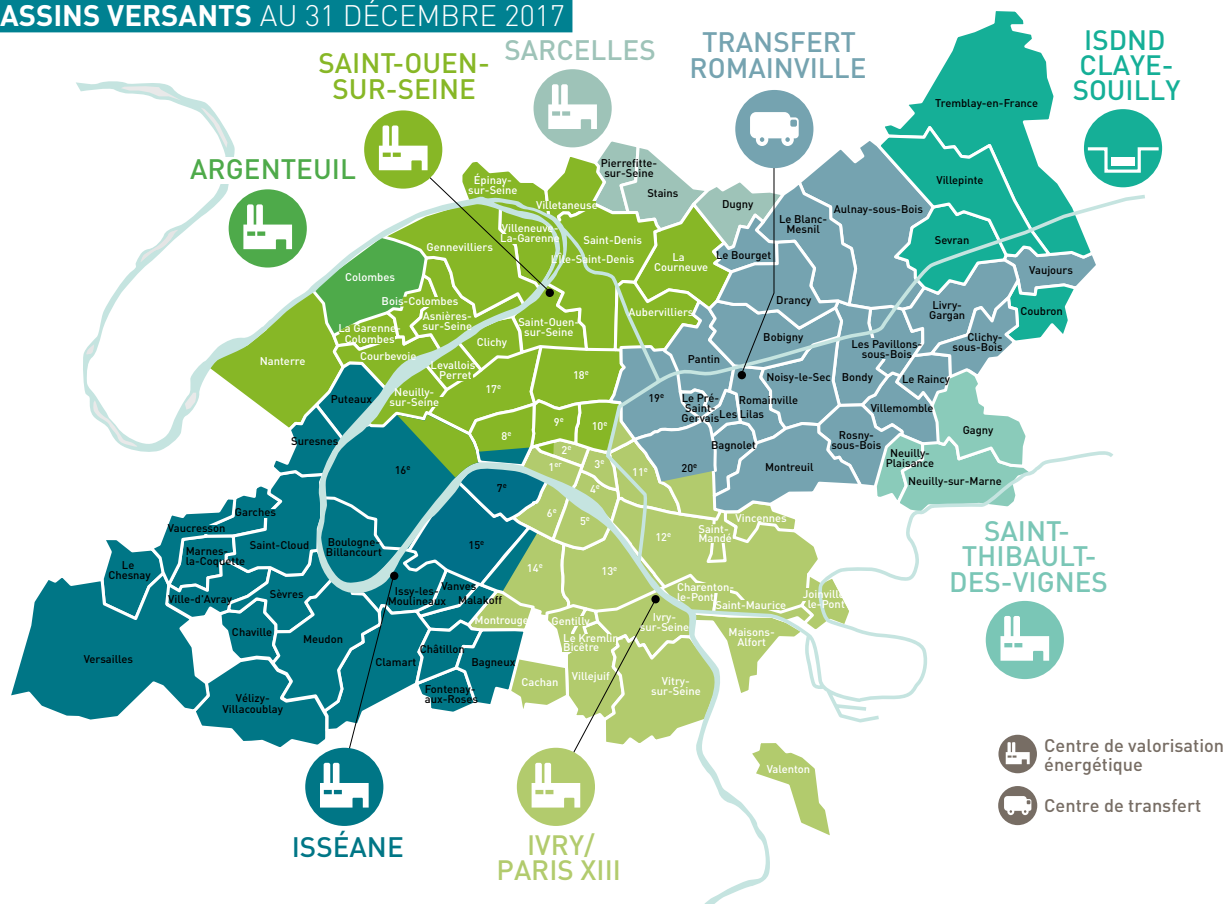 ASSINS VERSANTS AU 31 DÉCEMBRE 2017
SARCELLES
TRANSFERT
ROMAINVILLE
ISDND
CLAYE-
SOUILLY
SAINT-OUEN-
SUR-SEINE
ARGENTEUIL
Tremblay-en-France
Pierrefitte-
sur-Seine
Stains
Épinay-
sur-Seine
Villetaneuse
Villepinte
Dugny
Aulnay-sous-Bois
Le Blanc-
Mesnil
Villeneuve-
La-Garenne
Saint-Denis
Gennevilliers
L'Île-Saint-Denis
La
Courneuve
Le Bourget
Sevran
Vaujours
Colombes
Bois-Colombes
Asnières-
sur-Seine
La Garenne-
Colombes
Saint-Ouen-
sur-Seine
Aubervilliers
Drancy
Livry-
Gargan
Coubron
Bobigny
Clichy-
sous-Bois
Les Pavillons-
sous-Bois
Nanterre
Courbevoie
Clichy
Levallois
Perret
Pantin
Noisy-le-Sec
Bondy
Le Raincy
Puteaux
Neuilly-
sur-Seine
17e
18e
19e
Le Pré-
Saint-
Gervais
Les Lilas
Romainville
Villemomble
Gagny
Suresnes
8e
9e
10e
Bagnolet
Rosny-
sous-Bois
Neuilly-
Plaisance
Neuilly-sur-Marne
16e
2e
1er
3e
11e
20e
Montreuil
7e
4e
6e
5e
Garches
Vaucresson
Saint-Cloud
Marnes-
la-Coquette
Boulogne-
Billancourt
15e
12e
Saint-
Mandé
Vincennes
SAINT-
THIBAULT-
DES-VIGNES
Le
Chesnay
14e
13e
Ville-d'Avray
Sèvres
Issy-les-
Moulineaux
Vanves
Malakoff
Charenton-
le-Pont
Saint-Maurice
Joinville
le-Pont
Chaville
Meudon
Montrouge
Gentilly
Le Kremlin
Bicêtre
Ivry-
sur-Seine
Maisons-
Alfort
Versailles
Clamart
Châtillon
Bagneux
Cachan
Villejuif
Vitry-
sur-Seine
Vélizy-
Villacoublay
Fontenay-
aux-Roses
Valenton
ISSÉANE
IVRY/
PARIS XIII
Centre de valorisation
énergétique
Centre de transfert